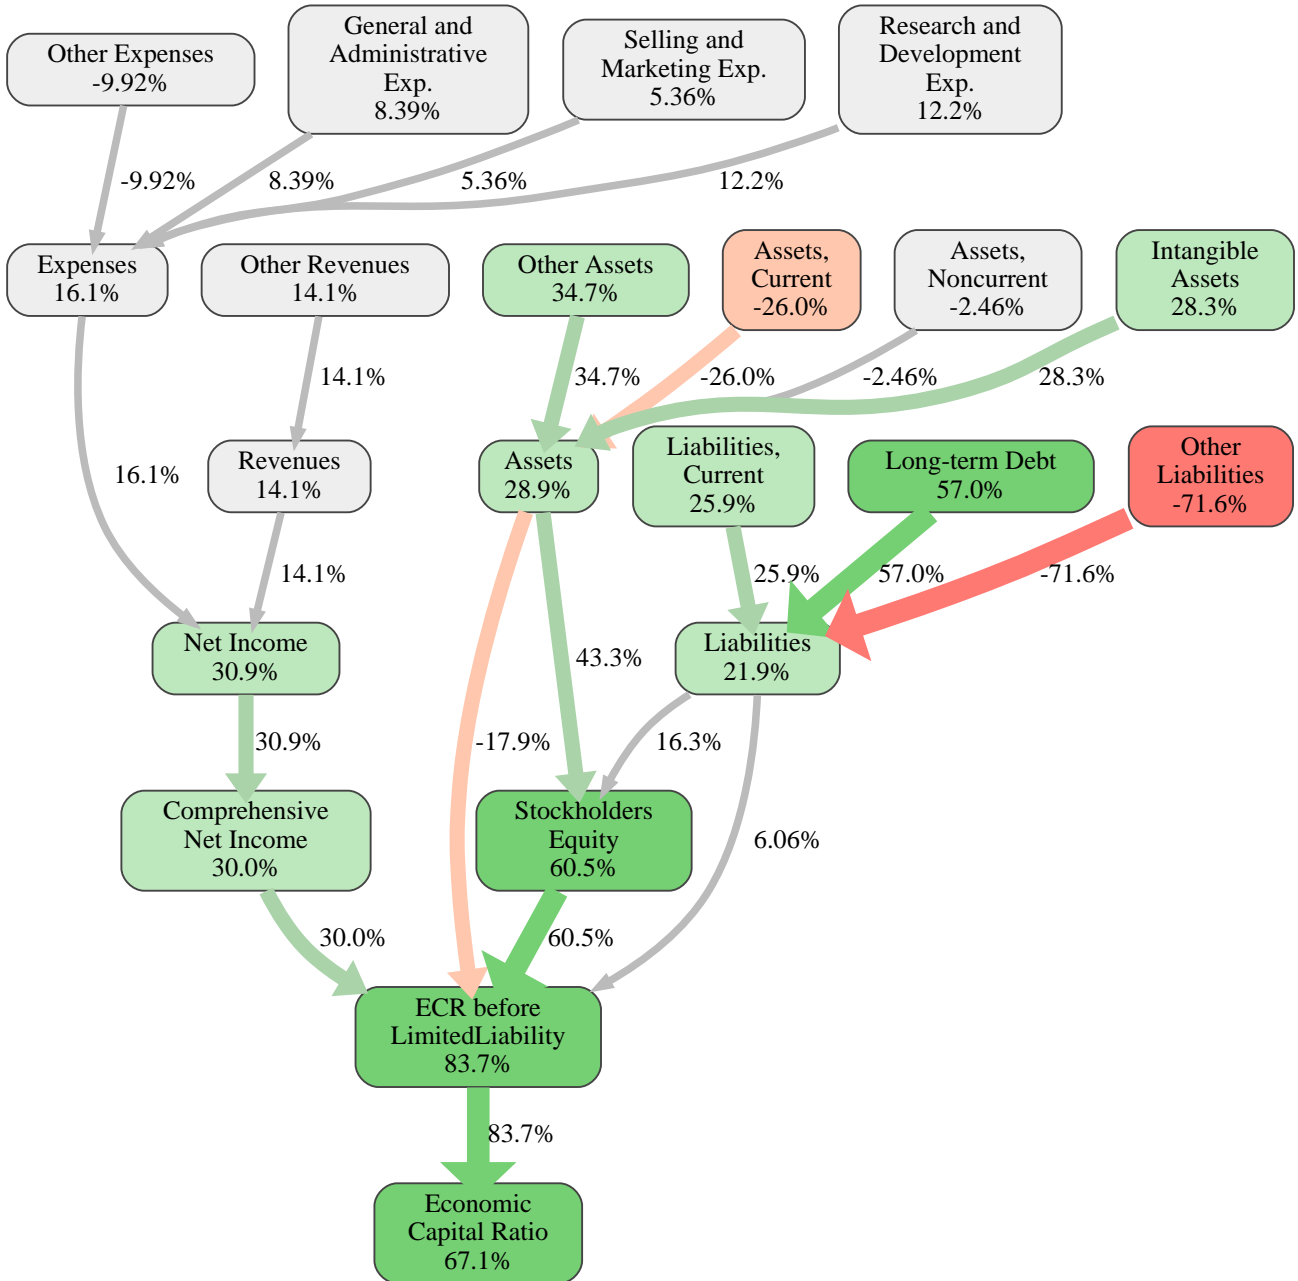 Other Expenses
-9.92%
General and
Administrative
Exp.
8.39%
Selling and
Marketing Exp.
5.36%
Research and
Development
Exp.
12.2%
-9.92%
8.39%
5.36%
12.2%
Expenses
16.1%
Other Revenues
14.1%
Other Assets
34.7%
Assets,
Current
-26.0%
Assets,
Noncurrent
-2.46%
Intangible
Assets
28.3%
14.1%
34.7%
-26.0%
-2.46%
28.3%
16.1%
Revenues
14.1%
Assets
28.9%
Liabilities,
Current
25.9%
Long-term Debt
57.0%
Other
Liabilities
-71.6%
14.1%
25.9%
57.0%
-71.6%
Net Income
30.9%
43.3%
Liabilities
21.9%
30.9%
-17.9%
16.3%
Comprehensive
Net Income
30.0%
Stockholders
Equity
60.5%
6.06%
30.0%
60.5%
ECR before
LimitedLiability
83.7%
83.7%
Economic
Capital Ratio
67.1%